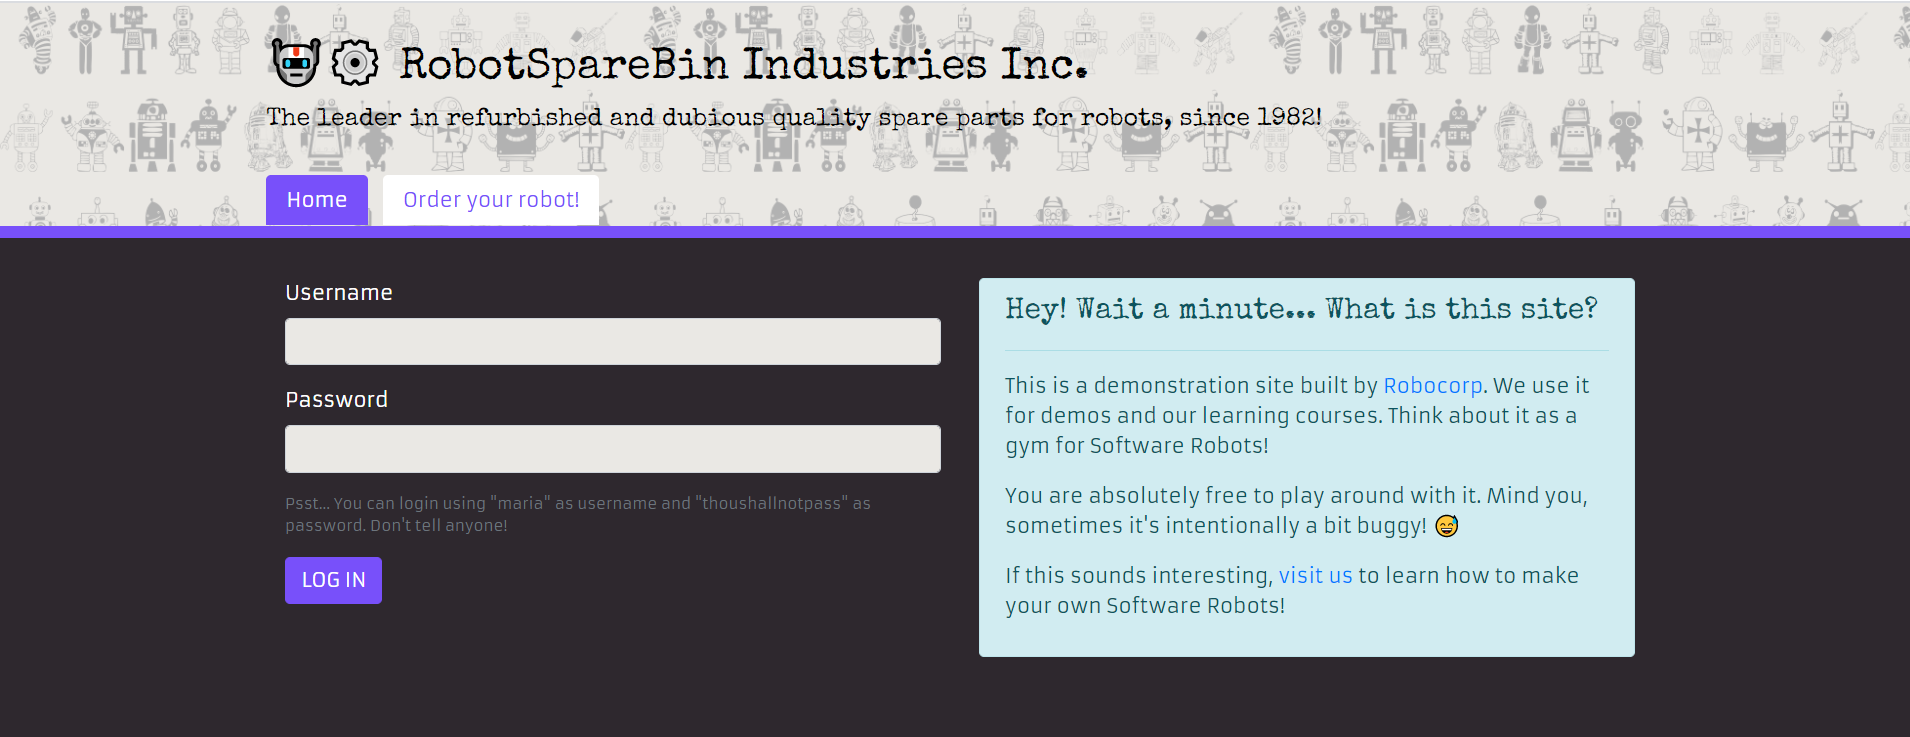 RobotSpareBin Industries Inc.
The leader in refurbished and dubious quality spare parts for robots, since 1982!
Home
Order your robot!
Username
Password
Psst... You can login using "maria" as username and "thoushallnotpass" as
password. Don't tell anyone!
LOG IN
Hey! Wait a minute... What is this site?
This is a demonstration site built by Robocorp. We use it
for demos and our learning courses. Think about it as a
gym for Software Robots!
You are absolutely free to play around with it. Mind you,
sometimes it's intentionally a bit buggy! 😅
If this sounds interesting, visit us to learn how to make
your own Software Robots!